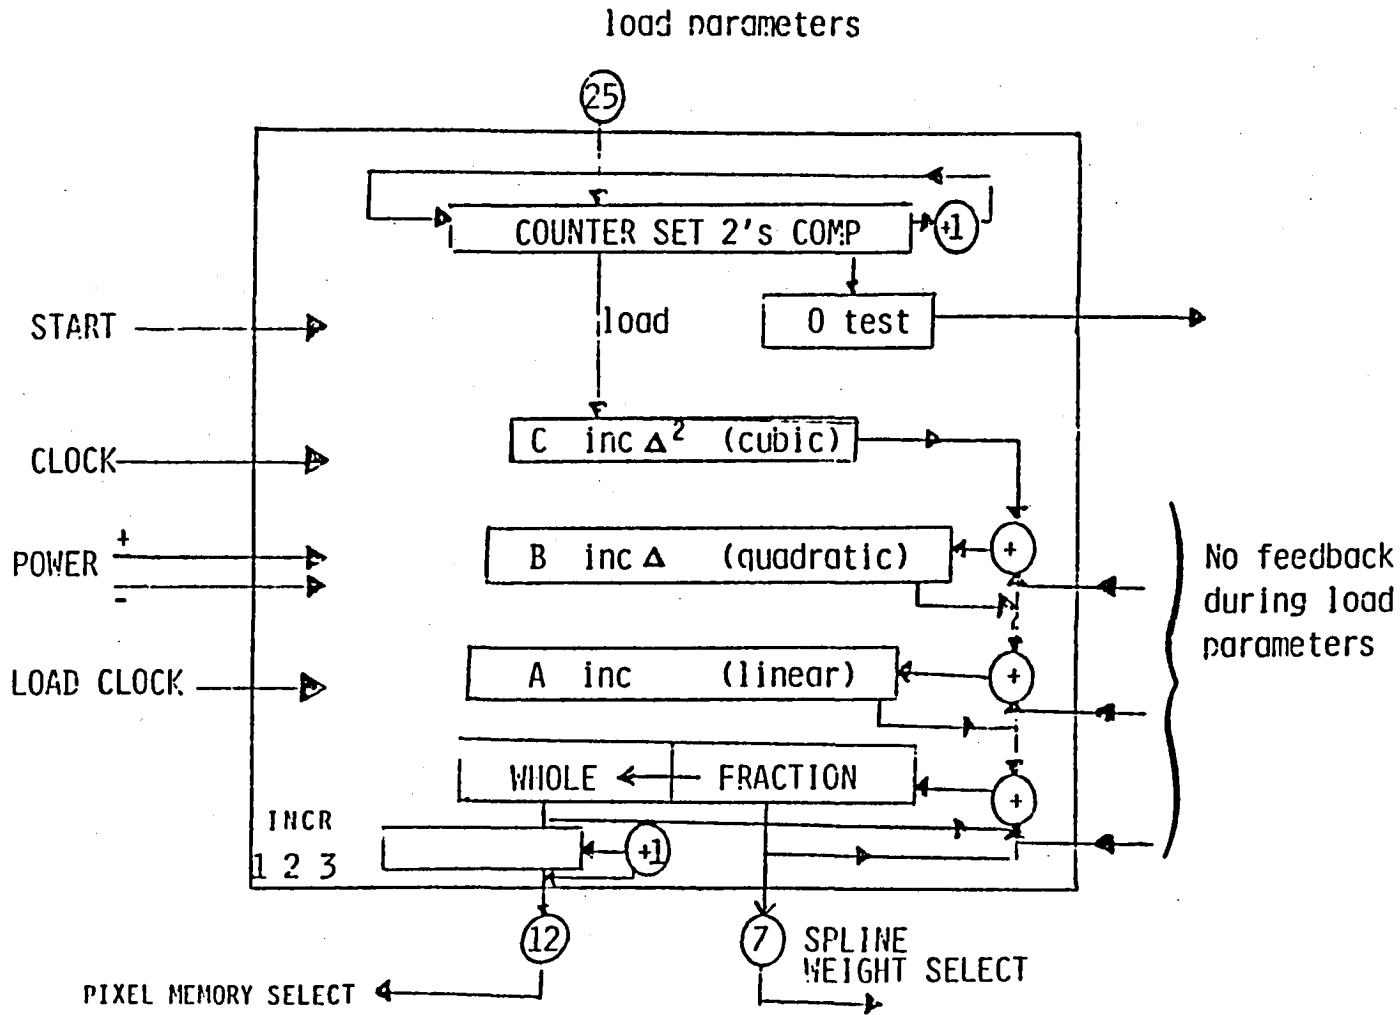 load parameters
25
COUNTER SET 2's COMP
+1
START
load
0 test
CLOCK
C inc Δ² (cubic)
POWER
+
-
B inc Δ (quadratic)
+
No feedback
during load
parameters
LOAD CLOCK
A inc (linear)
+
WHOLE
FRACTION
+
INCR
1 2 3
+1
12
7
SPLINE
WEIGHT SELECT
PIXEL MEMORY SELECT